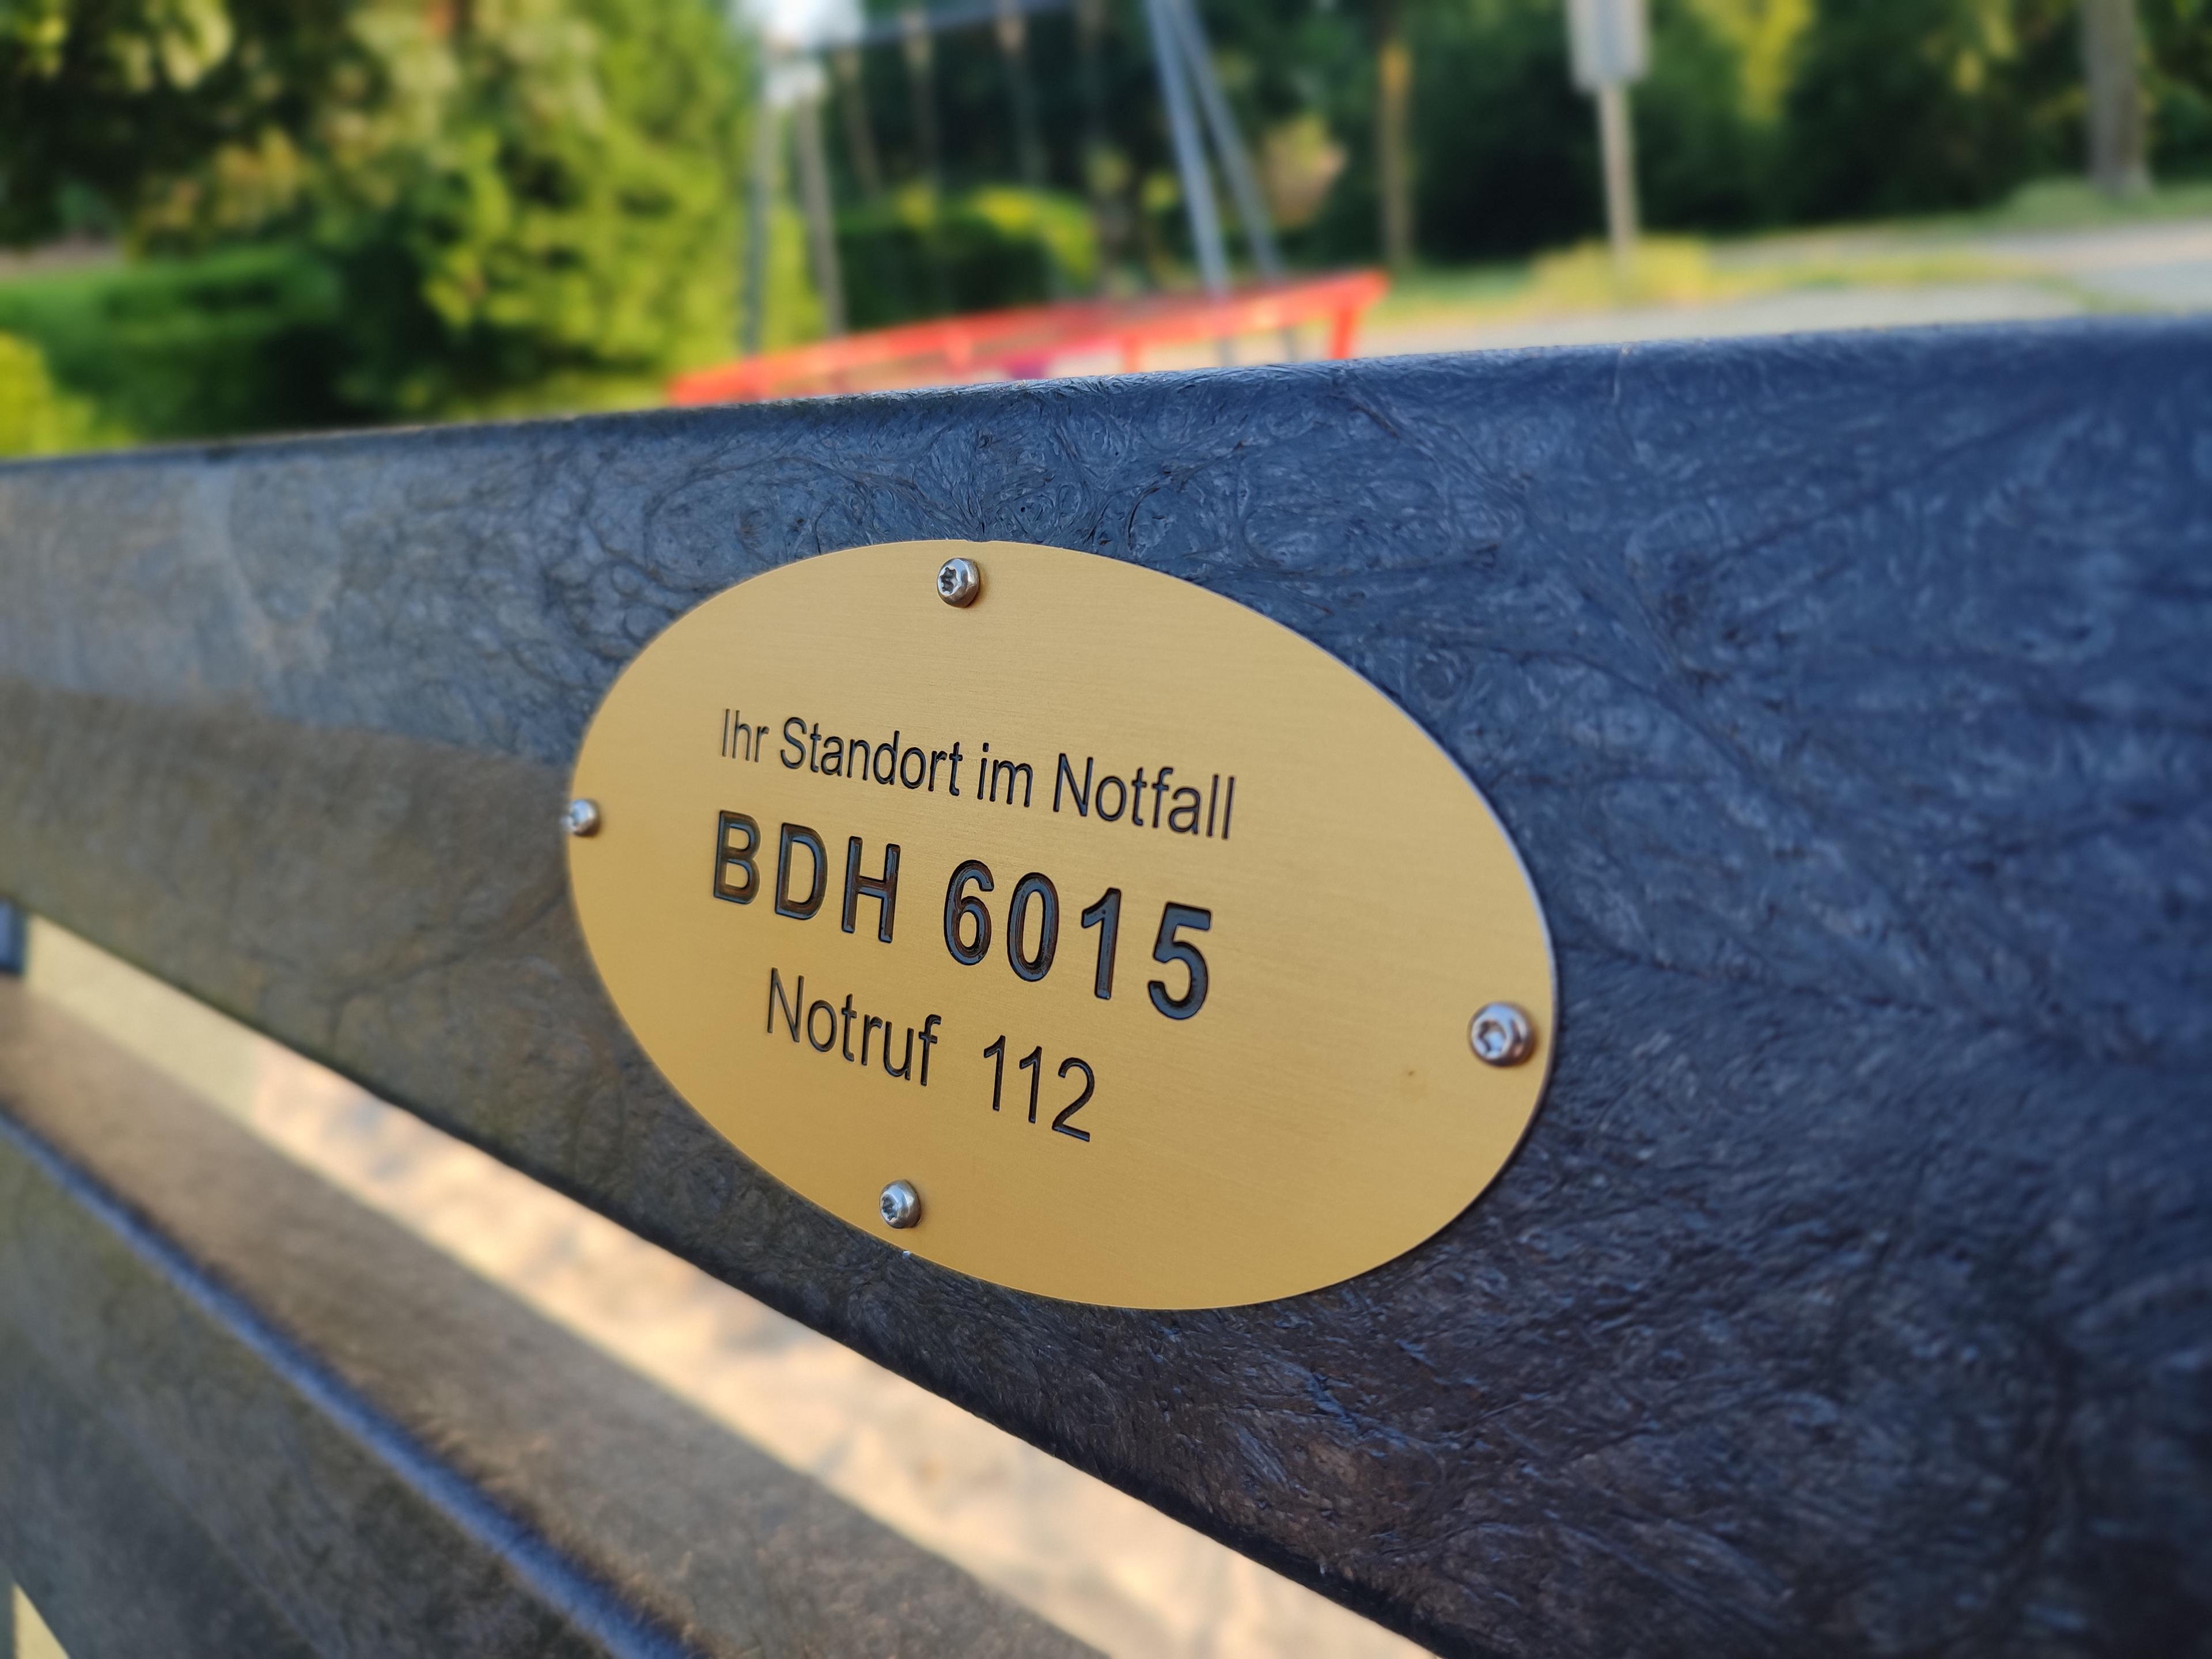 Ihr Standort im Notfall
BDH 6015
Notruf 112